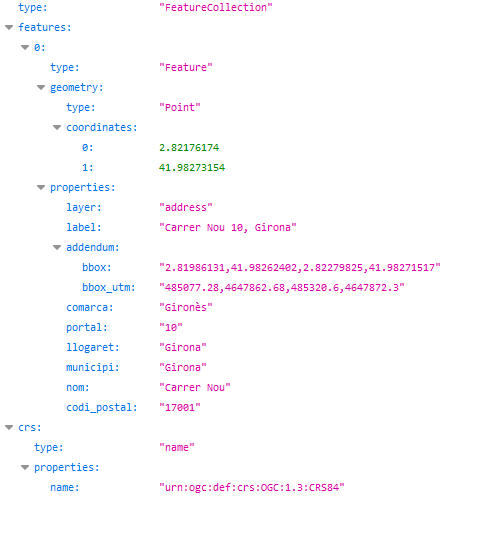 type: "FeatureCollection"
features:
0:
type: "Feature"
geometry:
type: "Point"
coordinates:
0: 2.82176174
1: 41.98273154
properties:
layer: "address"
label: "Carrer Nou 10, Girona"
addendum:
bbox: "2.81986131,41.98262402,2.82279825,41.98271517"
bbox_utm: "485077.28,4647862.68,485320.6,4647872.3"
comarca: "Gironès"
portal: "10"
llogaret: "Girona"
municipi: "Girona"
nom: "Carrer Nou"
codi_postal: "17001"
crs:
type: "name"
properties:
name: "urn:ogc:def:crs:OGC:1.3:CRS84"